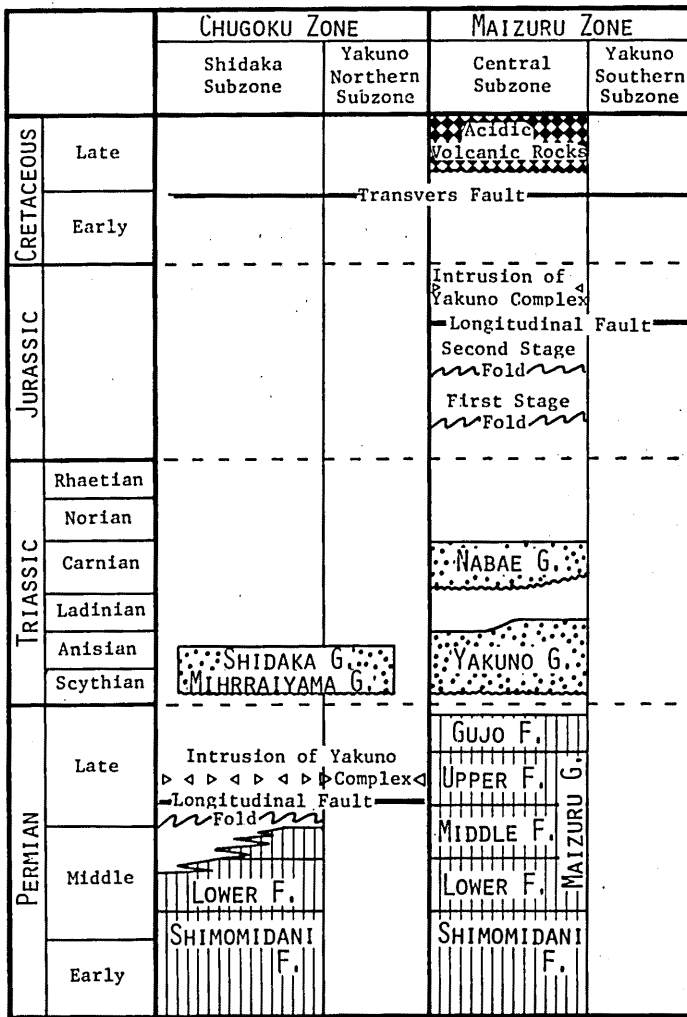 CHUGOKU ZONE
MAIZURU ZONE
Shidaka
Subzone
Yakuno
Northern
Subzone
Central
Subzone
Yakuno
Southern
Subzone
CRETACEOUS
Late
Acidic
Volcanic Rocks
Transvers Fault
Early
JURASSIC
Intrusion of
Yakuno Complex
Longitudinal Fault
Second Stage
Fold
First Stage
Fold
TRIASSIC
Rhaetian
Norian
Carnian
NABAE G.
Ladinian
Anisian
SHIDAKA G.
YAKUNO G.
Scythian
MIHRRAIYAMA G.
PERMIAN
Late
GUJO F.
Intrusion of Yakuno
Complex
UPPER F.
Longitudinal Fault
Fold
MAIZURU G.
MIDDLE F.
Middle
LOWER F.
LOWER F.
SHIMOMIDANI
F.
SHIMOMIDANI
F.
Early